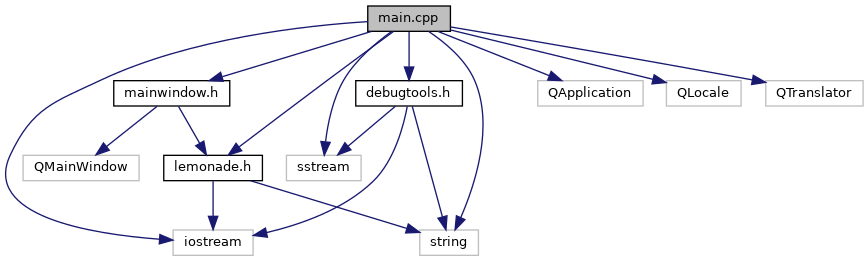 main.cpp
mainwindow.h
debugtools.h
QApplication
QLocale
QTranslator
QMainWindow
lemonade.h
sstream
iostream
string